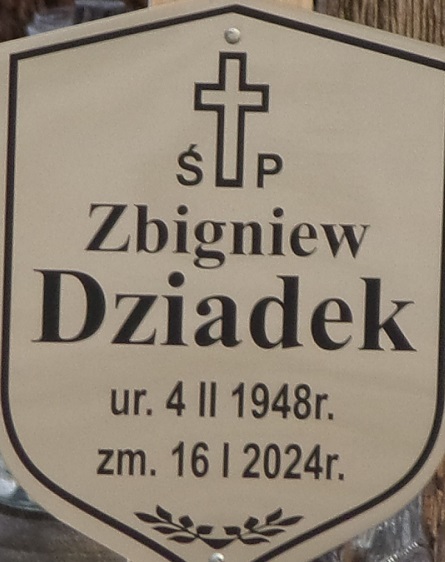 Ś P
Zbigniew
Dziadek
ur. 4 II 1948r.
zm. 16 I 2024r.